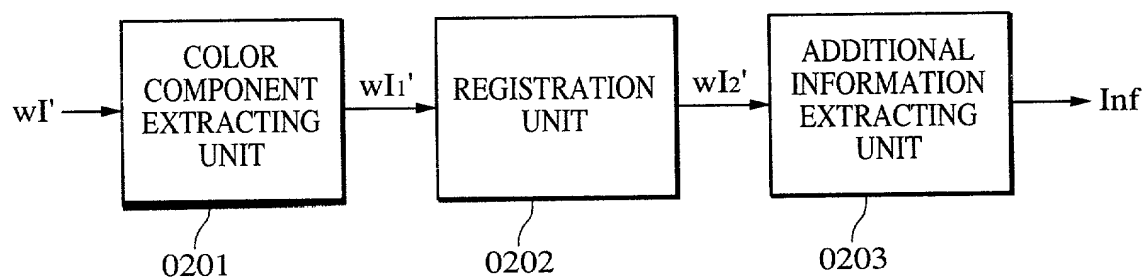 wI'
COLOR
COMPONENT
EXTRACTING
UNIT
wI₁'
REGISTRATION
UNIT
wI₂'
ADDITIONAL
INFORMATION
EXTRACTING
UNIT
Inf
0201
0202
0203